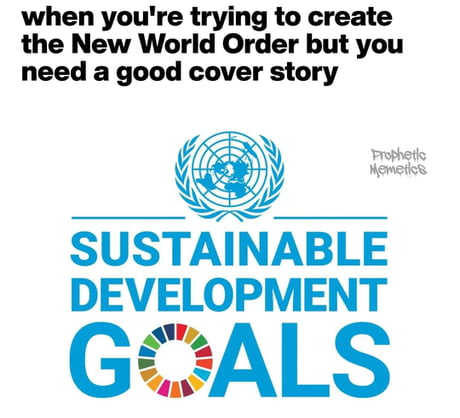 when you're trying to create
the New World Order but you
need a good cover story
Prophetic
Memetics
SUSTAINABLE
DEVELOPMENT
GOALS